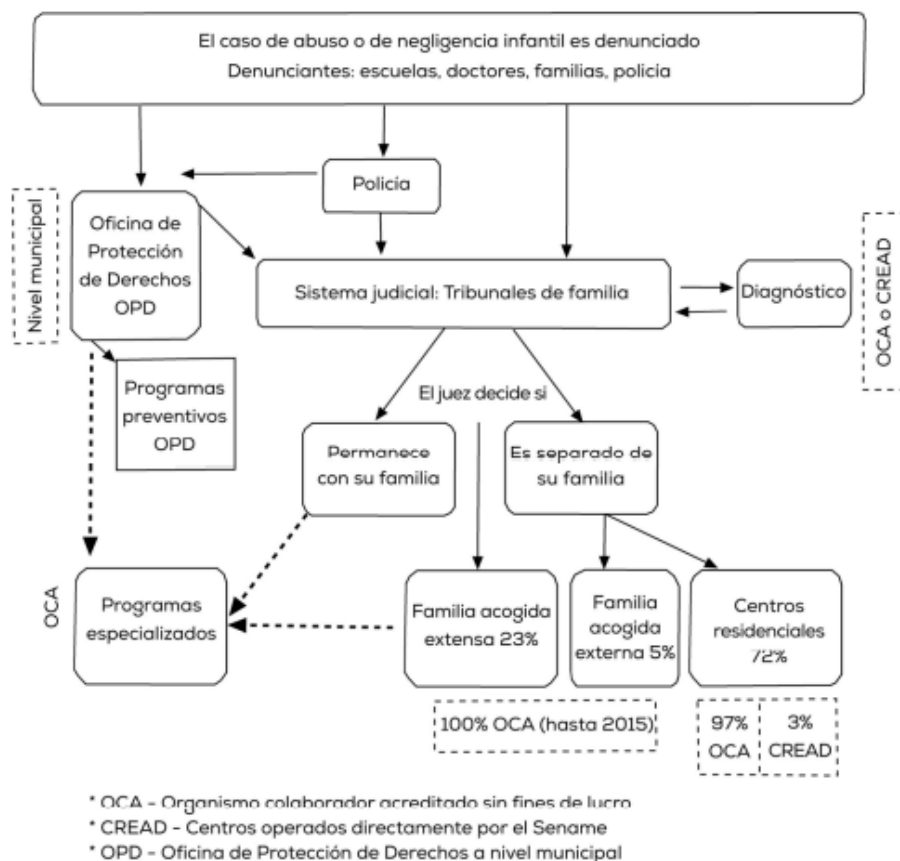 El caso de abuso o de negligencia infantil es denunciado
Denunciantes: escuelas, doctores, familias, policía
Policía
Nivel municipal
Oficina de
Protección
de Derechos
OPD
Sistema judicial: Tribunales de familia
Diagnóstico
OCA o CREAD
Programas
preventivos
OPD
El juez decide si
Permanece
con su familia
Es separado de
su familia
OCA
Programas
especializados
Familia acogida
extensa 23%
Familia
acogida
externa 5%
Centros
residenciales
72%
100% OCA (hasta 2015)
97%
OCA
3%
CREAD
* OCA - Organismo colaborador acreditado sin fines de lucro
* CREAD - Centros operados directamente por el Sename
* OPD - Oficina de Protección de Derechos a nivel municipal